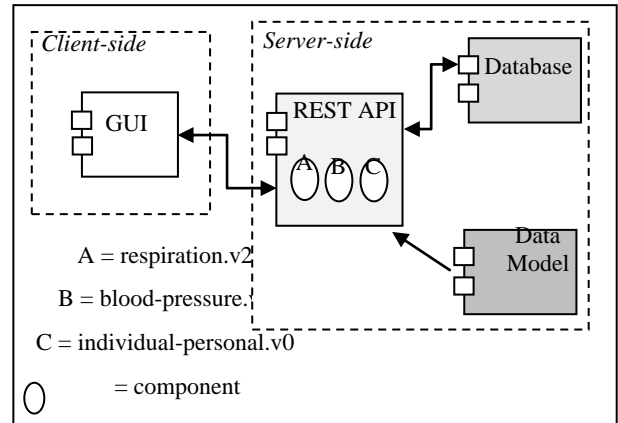 Client-side
Server-side
Database
GUI
REST API
A B C
Data
Model
A = respiration.v2
B = blood-pressure.
C = individual-personal.v0
= component